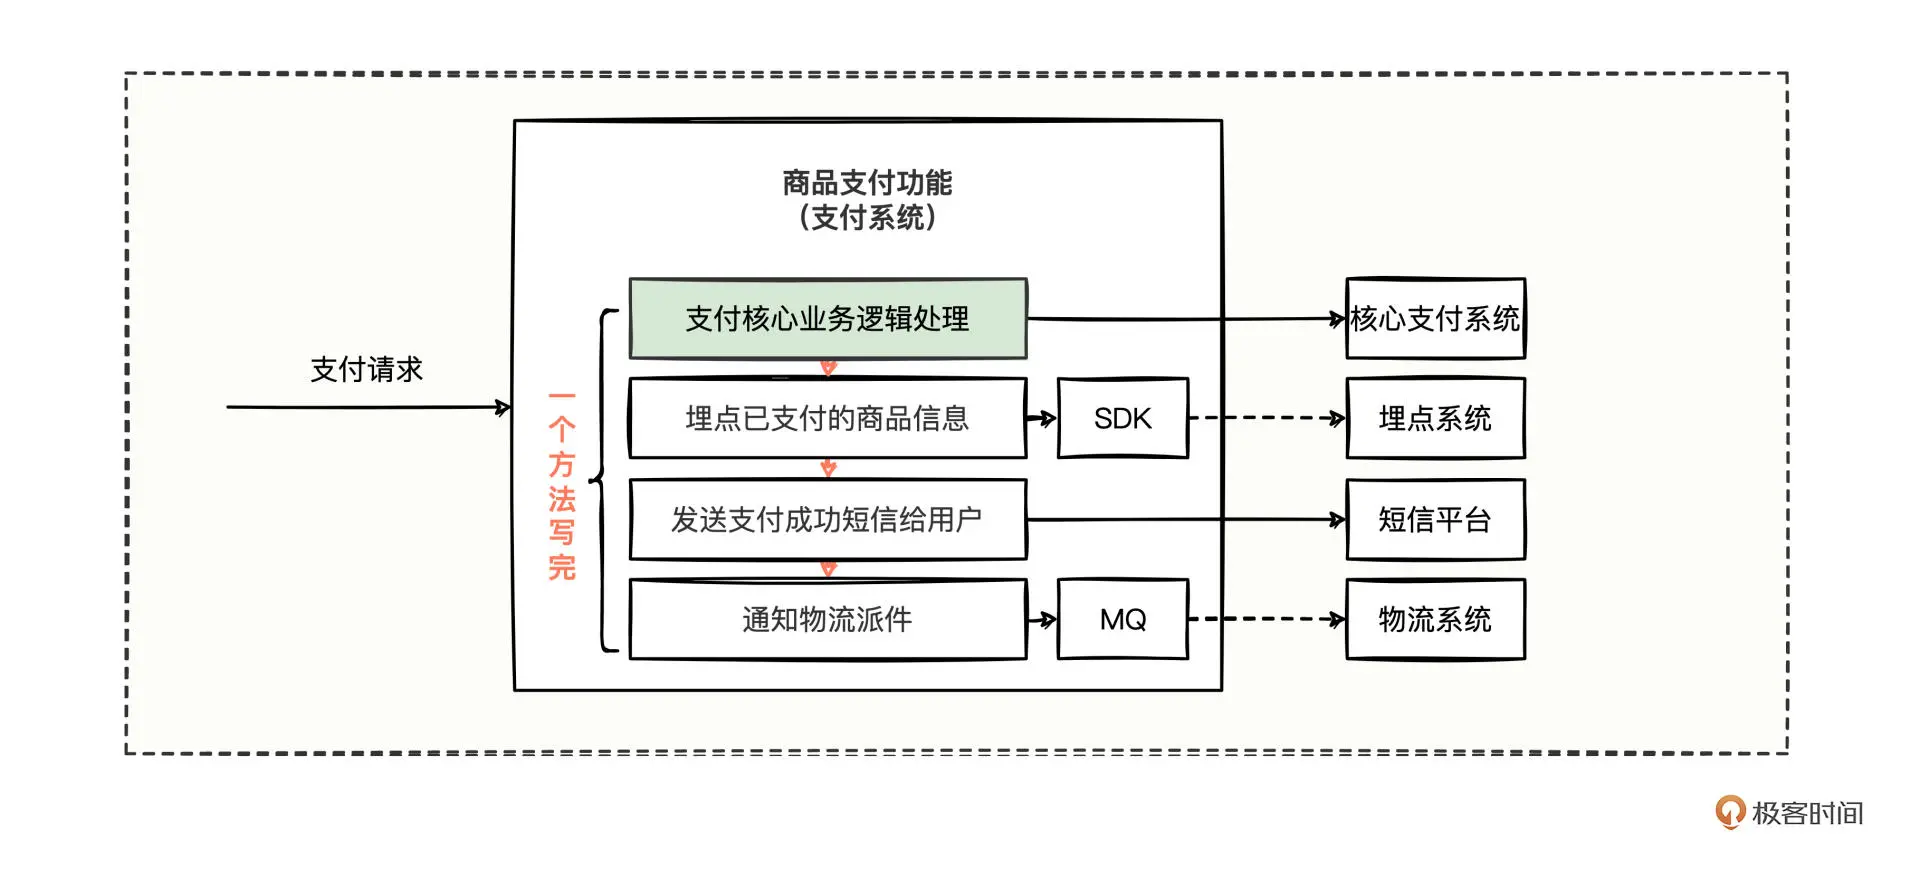 商品支付功能
（支付系统）
支付请求
一个方法写完
支付核心业务逻辑处理
核心支付系统
埋点已支付的商品信息
SDK
埋点系统
发送支付成功短信给用户
短信平台
通知物流派件
MQ
物流系统
极客时间